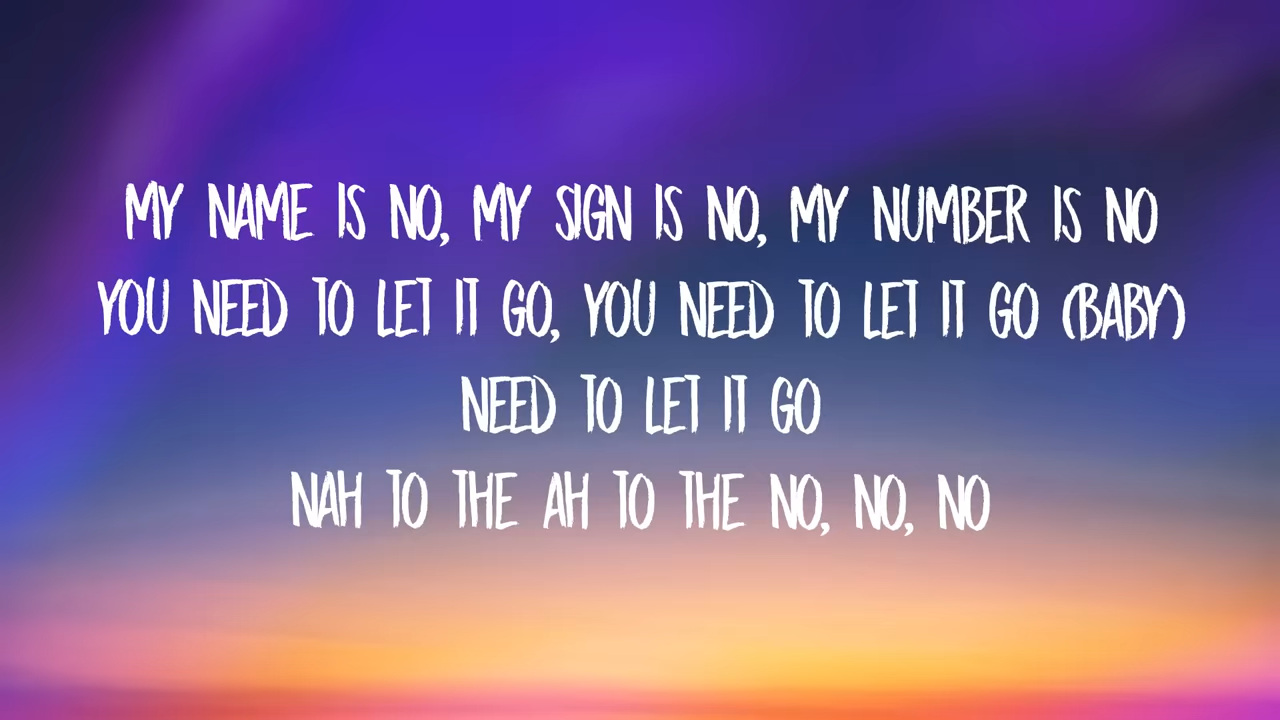 MY NAME IS NO, MY SIGN IS NO, MY NUMBER IS NO
YOU NEED TO LET IT GO, YOU NEED TO LET IT GO (BABY)
NEED TO LET IT GO
NAH TO THE AH TO THE NO, NO, NO